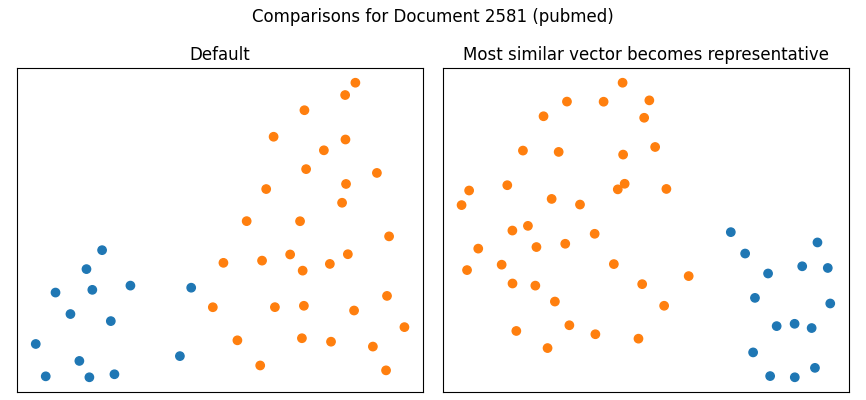 Comparisons for Document 2581 (pubmed)
Default
Most similar vector becomes representative